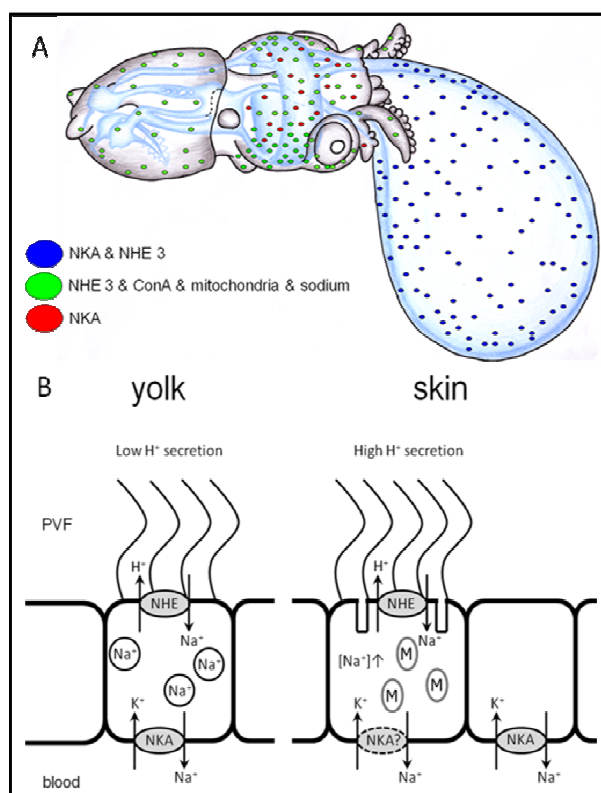 A
NKA & NHE 3
NHE 3 & ConA & mitochondria & sodium
NKA
B
yolk
skin
Low H⁺ secretion
High H⁺ secretion
PVF
H⁺
H⁺
NHE
NHE
Na⁺
Na⁺
Na⁺
Na⁺
Na⁺
[Na⁺]↑
M
M
M
K⁺
K⁺
K⁺
NKA
NKA?
NKA
blood
Na⁺
Na⁺
Na⁺